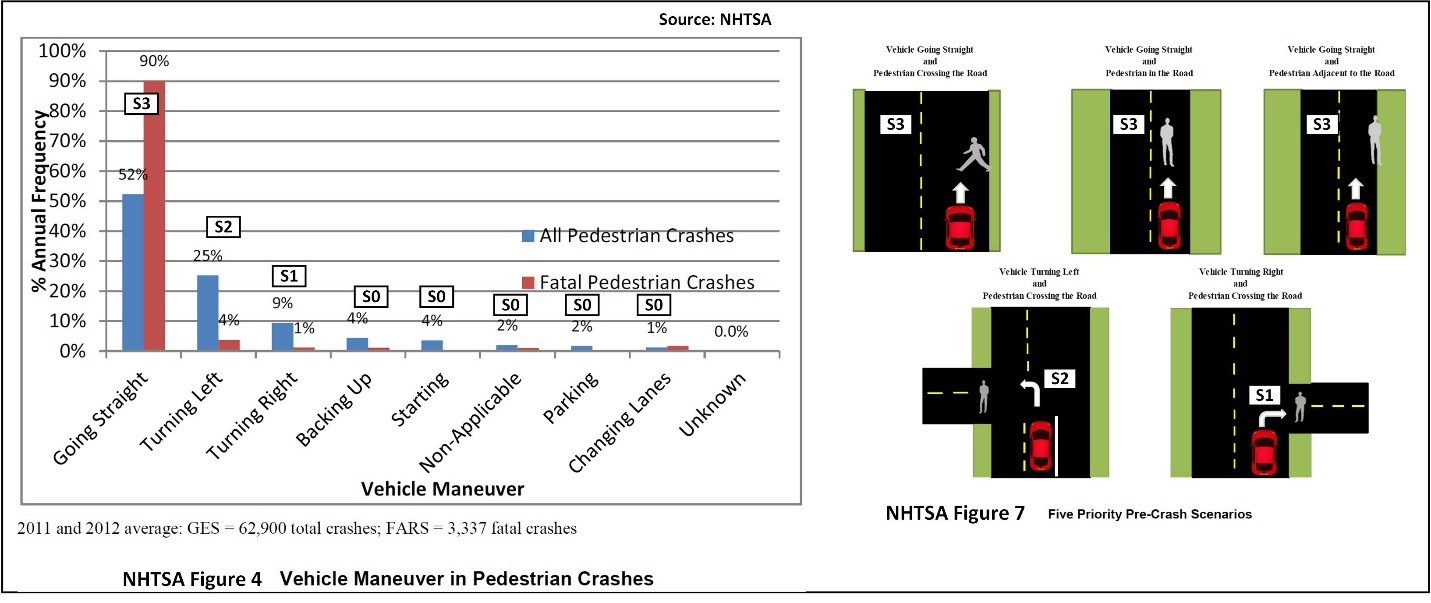 Source: NHTSA
100%
90%
80%
70%
60%
50%
40%
30%
20%
10%
0%
% Annual Frequency
90%
S3
52%
S2
25%
4%
S1
9%
1%
S0
4%
S0
4%
S0
2%
S0
2%
S0
1%
0.0%
All Pedestrian Crashes
Fatal Pedestrian Crashes
Going Straight
Turning Left
Turning Right
Backing Up
Starting
Non-Applicable
Parking
Changing Lanes
Unknown
Vehicle Maneuver
2011 and 2012 average: GES = 62,900 total crashes; FARS = 3,337 fatal crashes
NHTSA Figure 4 Vehicle Maneuver in Pedestrian Crashes
Vehicle Going Straight
and
Pedestrian Crossing the Road
S3
Vehicle Going Straight
and
Pedestrian in the Road
S3
Vehicle Going Straight
and
Pedestrian Adjacent to the Road
S3
Vehicle Turning Left
and
Pedestrian Crossing the Road
S2
Vehicle Turning Right
and
Pedestrian Crossing the Road
S1
NHTSA Figure 7 Five Priority Pre-Crash Scenarios